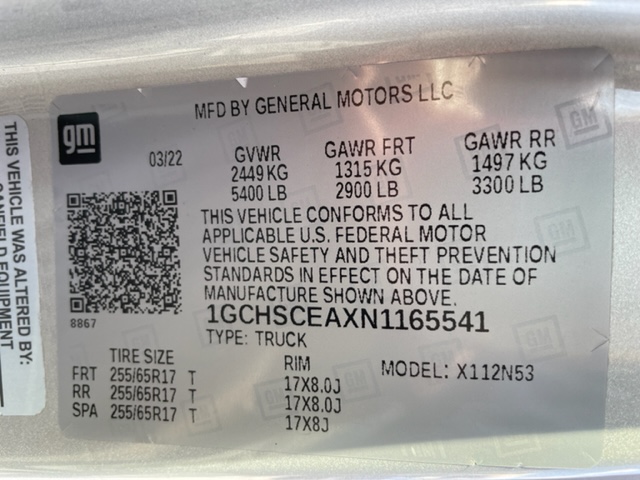 MFD BY GENERAL MOTORS LLC
gm
03/22
GVWR GAWR FRT GAWR RR
2449 KG 1315 KG 1497 KG
5400 LB 2900 LB 3300 LB
THIS VEHICLE CONFORMS TO ALL
APPLICABLE U.S. FEDERAL MOTOR
VEHICLE SAFETY AND THEFT PREVENTION
STANDARDS IN EFFECT ON THE DATE OF
MANUFACTURE SHOWN ABOVE.
8867
1GCHSCEAXN1165541
TYPE: TRUCK
TIRE SIZE RIM MODEL: X112N53
FRT 255/65R17 T 17X8.0J
RR 255/65R17 T 17X8.0J
SPA 255/65R17 T 17X8J
THIS VEHICLE WAS ALTERED BY:
CANFIELD EQUIPMENT
GM
GM